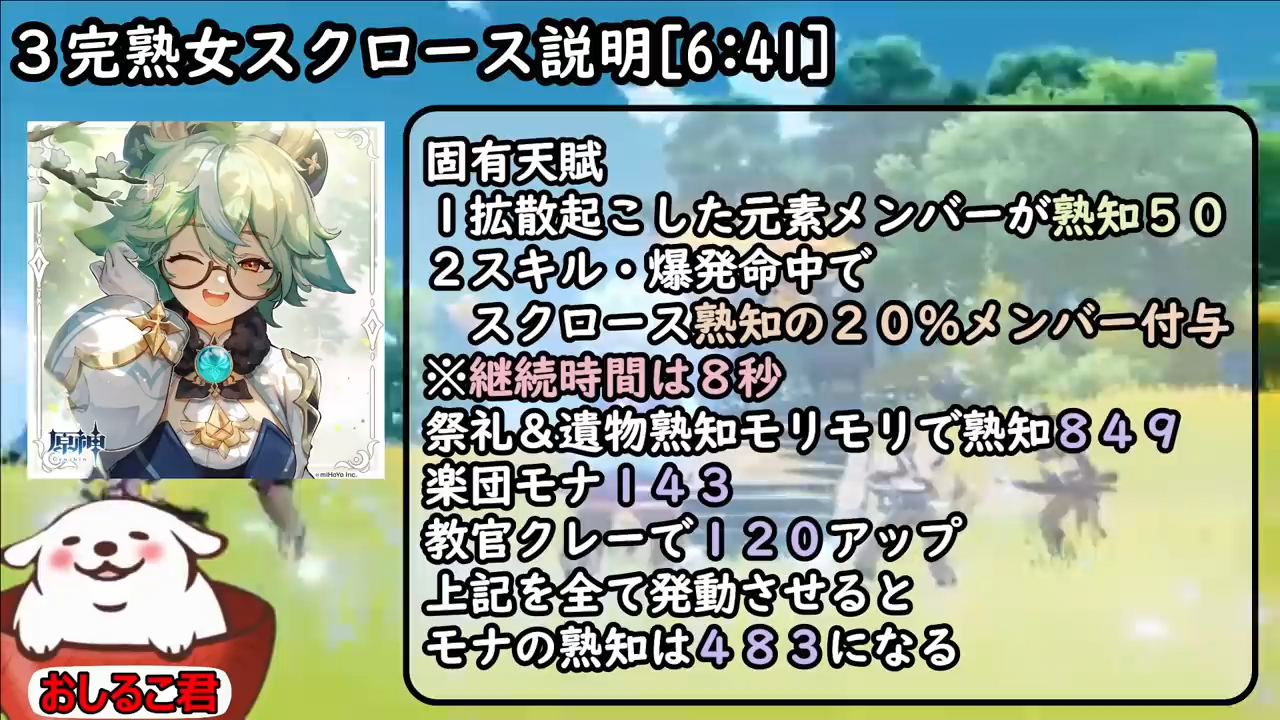 ３完熟女スクロース説明[6:41]
固有天賦
１拡散起こした元素メンバーが熟知５０
２スキル・爆発命中で
スクロース熟知の２０%メンバー付与
※継続時間は８秒
祭礼＆遺物熟知モリモリで熟知８４９
楽団モナ１４３
教官クレーで１２０アップ
上記を全て発動させると
モナの熟知は４８３になる
原神
Genshin
©miHoYo Inc.
おしるこ君